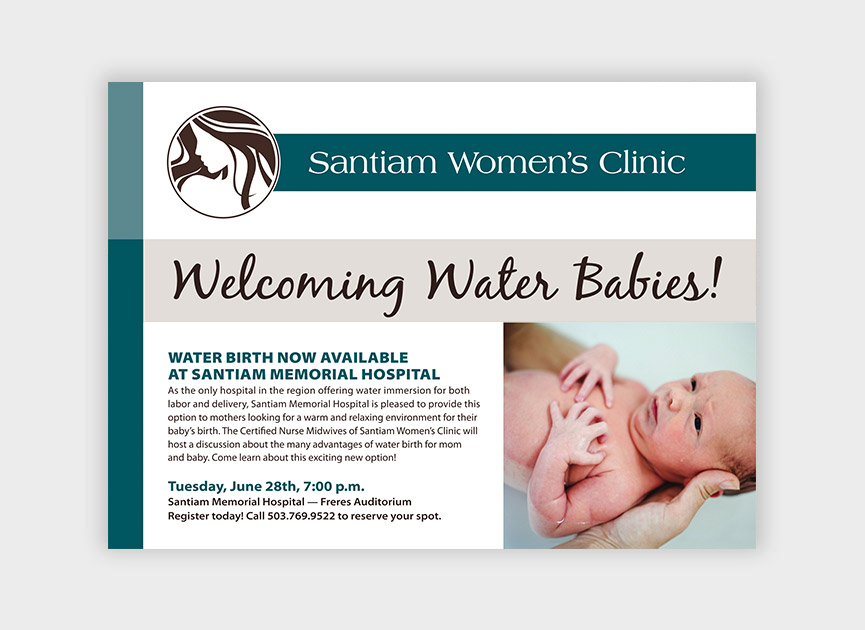 Santiam Women's Clinic
Welcoming Water Babies!
WATER BIRTH NOW AVAILABLE
AT SANTIAM MEMORIAL HOSPITAL
As the only hospital in the region offering water immersion for both
labor and delivery, Santiam Memorial Hospital is pleased to provide this
option to mothers looking for a warm and relaxing environment for their
baby's birth. The Certified Nurse Midwives of Santiam Women's Clinic will
host a discussion about the many advantages of water birth for mom
and baby. Come learn about this exciting new option!
Tuesday, June 28th, 7:00 p.m.
Santiam Memorial Hospital — Freres Auditorium
Register today! Call 503.769.9522 to reserve your spot.